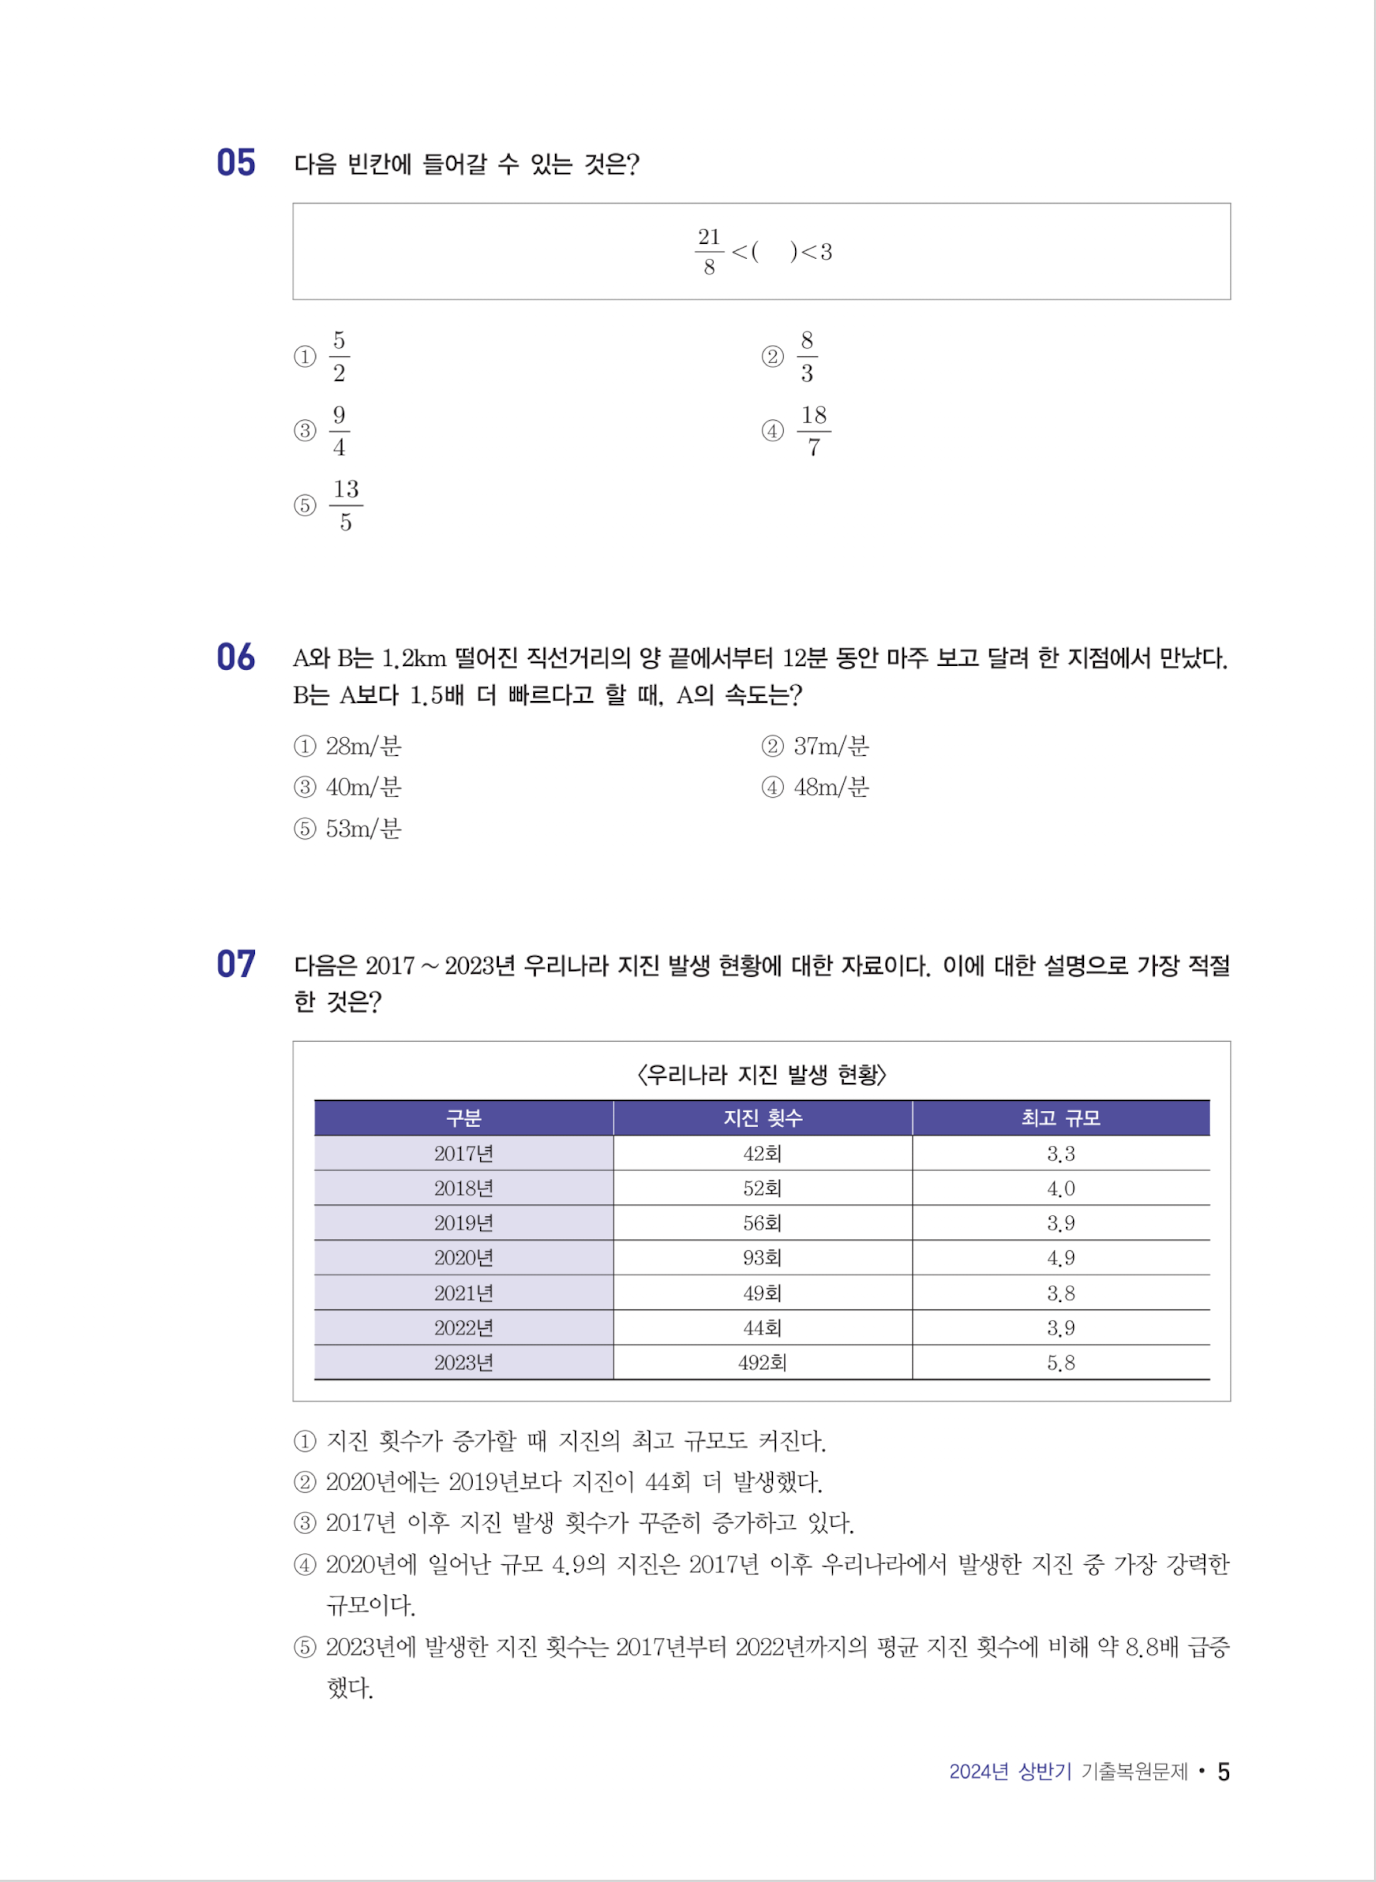 05 다음 빈칸에 들어갈 수 있는 것은?
21/8 <(   )<3
① 5/2 ② 8/3
③ 9/4 ④ 18/7
⑤ 13/5
06 A와 B는 1.2km 떨어진 직선거리의 양 끝에서부터 12분 동안 마주 보고 달려 한 지점에서 만났다.
B는 A보다 1.5배 더 빠르다고 할 때, A의 속도는?
① 28m/분 ② 37m/분
③ 40m/분 ④ 48m/분
⑤ 53m/분
07 다음은 2017 ~ 2023년 우리나라 지진 발생 현황에 대한 자료이다. 이에 대한 설명으로 가장 적절
한 것은?
〈우리나라 지진 발생 현황〉
구분 지진 횟수 최고 규모
2017년 42회 3.3
2018년 52회 4.0
2019년 56회 3.9
2020년 93회 4.9
2021년 49회 3.8
2022년 44회 3.9
2023년 492회 5.8
① 지진 횟수가 증가할 때 지진의 최고 규모도 커진다.
② 2020년에는 2019년보다 지진이 44회 더 발생했다.
③ 2017년 이후 지진 발생 횟수가 꾸준히 증가하고 있다.
④ 2020년에 일어난 규모 4.9의 지진은 2017년 이후 우리나라에서 발생한 지진 중 가장 강력한
규모이다.
⑤ 2023년에 발생한 지진 횟수는 2017년부터 2022년까지의 평균 지진 횟수에 비해 약 8.8배 급증
했다.
2024년 상반기 기출복원문제 • 5